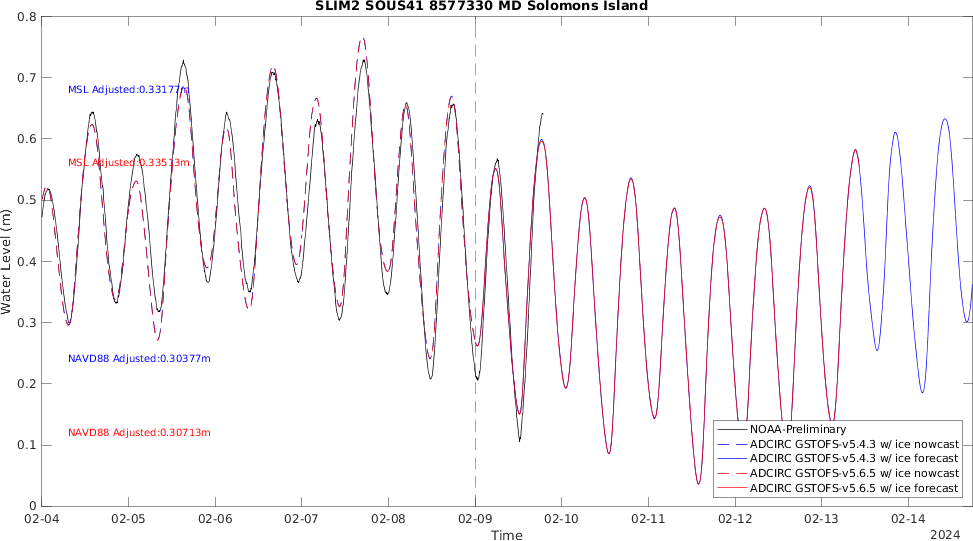 SLIM2 SOUS41 8577330 MD Solomons Island
0.8
0.7
0.6
0.5
0.4
0.3
0.2
0.1
0
Water Level (m)
MSL Adjusted:0.33177m
MSL Adjusted:0.33513m
NAVD88 Adjusted:0.30377m
NAVD88 Adjusted:0.30713m
NOAA-Preliminary
ADCIRC GSTOFS-v5.4.3 w/ ice nowcast
ADCIRC GSTOFS-v5.4.3 w/ ice forecast
ADCIRC GSTOFS-v5.6.5 w/ ice nowcast
ADCIRC GSTOFS-v5.6.5 w/ ice forecast
02-04 02-05 02-06 02-07 02-08 02-09 02-10 02-11 02-12 02-13 02-14
Time
2024